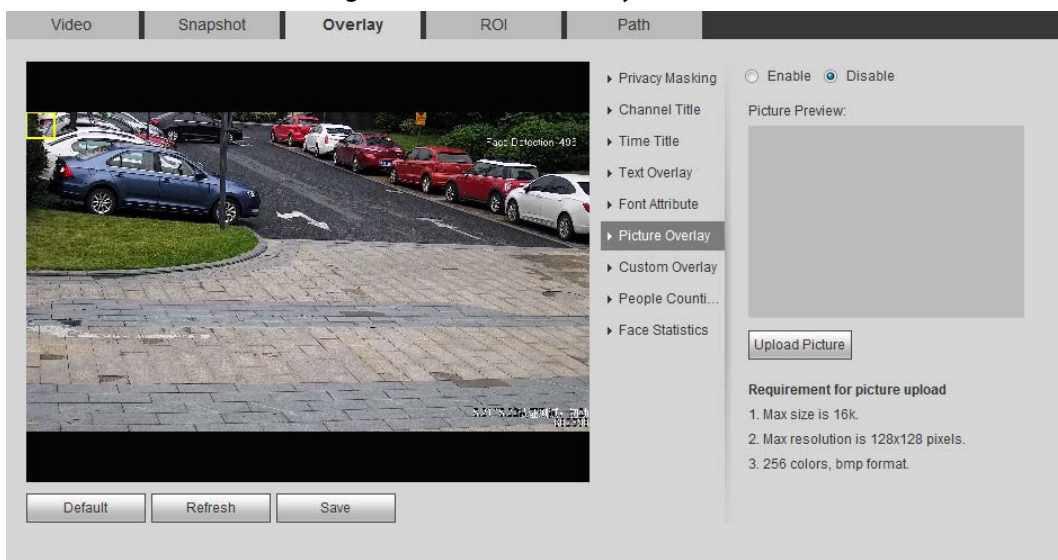 Video Snapshot Overlay ROI Path
Privacy Masking
Channel Title
Time Title
Text Overlay
Font Attribute
Picture Overlay
Custom Overlay
People Counti...
Face Statistics
Enable Disable
Picture Preview:
Upload Picture
Requirement for picture upload
1. Max size is 16k.
2. Max resolution is 128x128 pixels.
3. 256 colors, bmp format.
Face Detection
Default Refresh Save